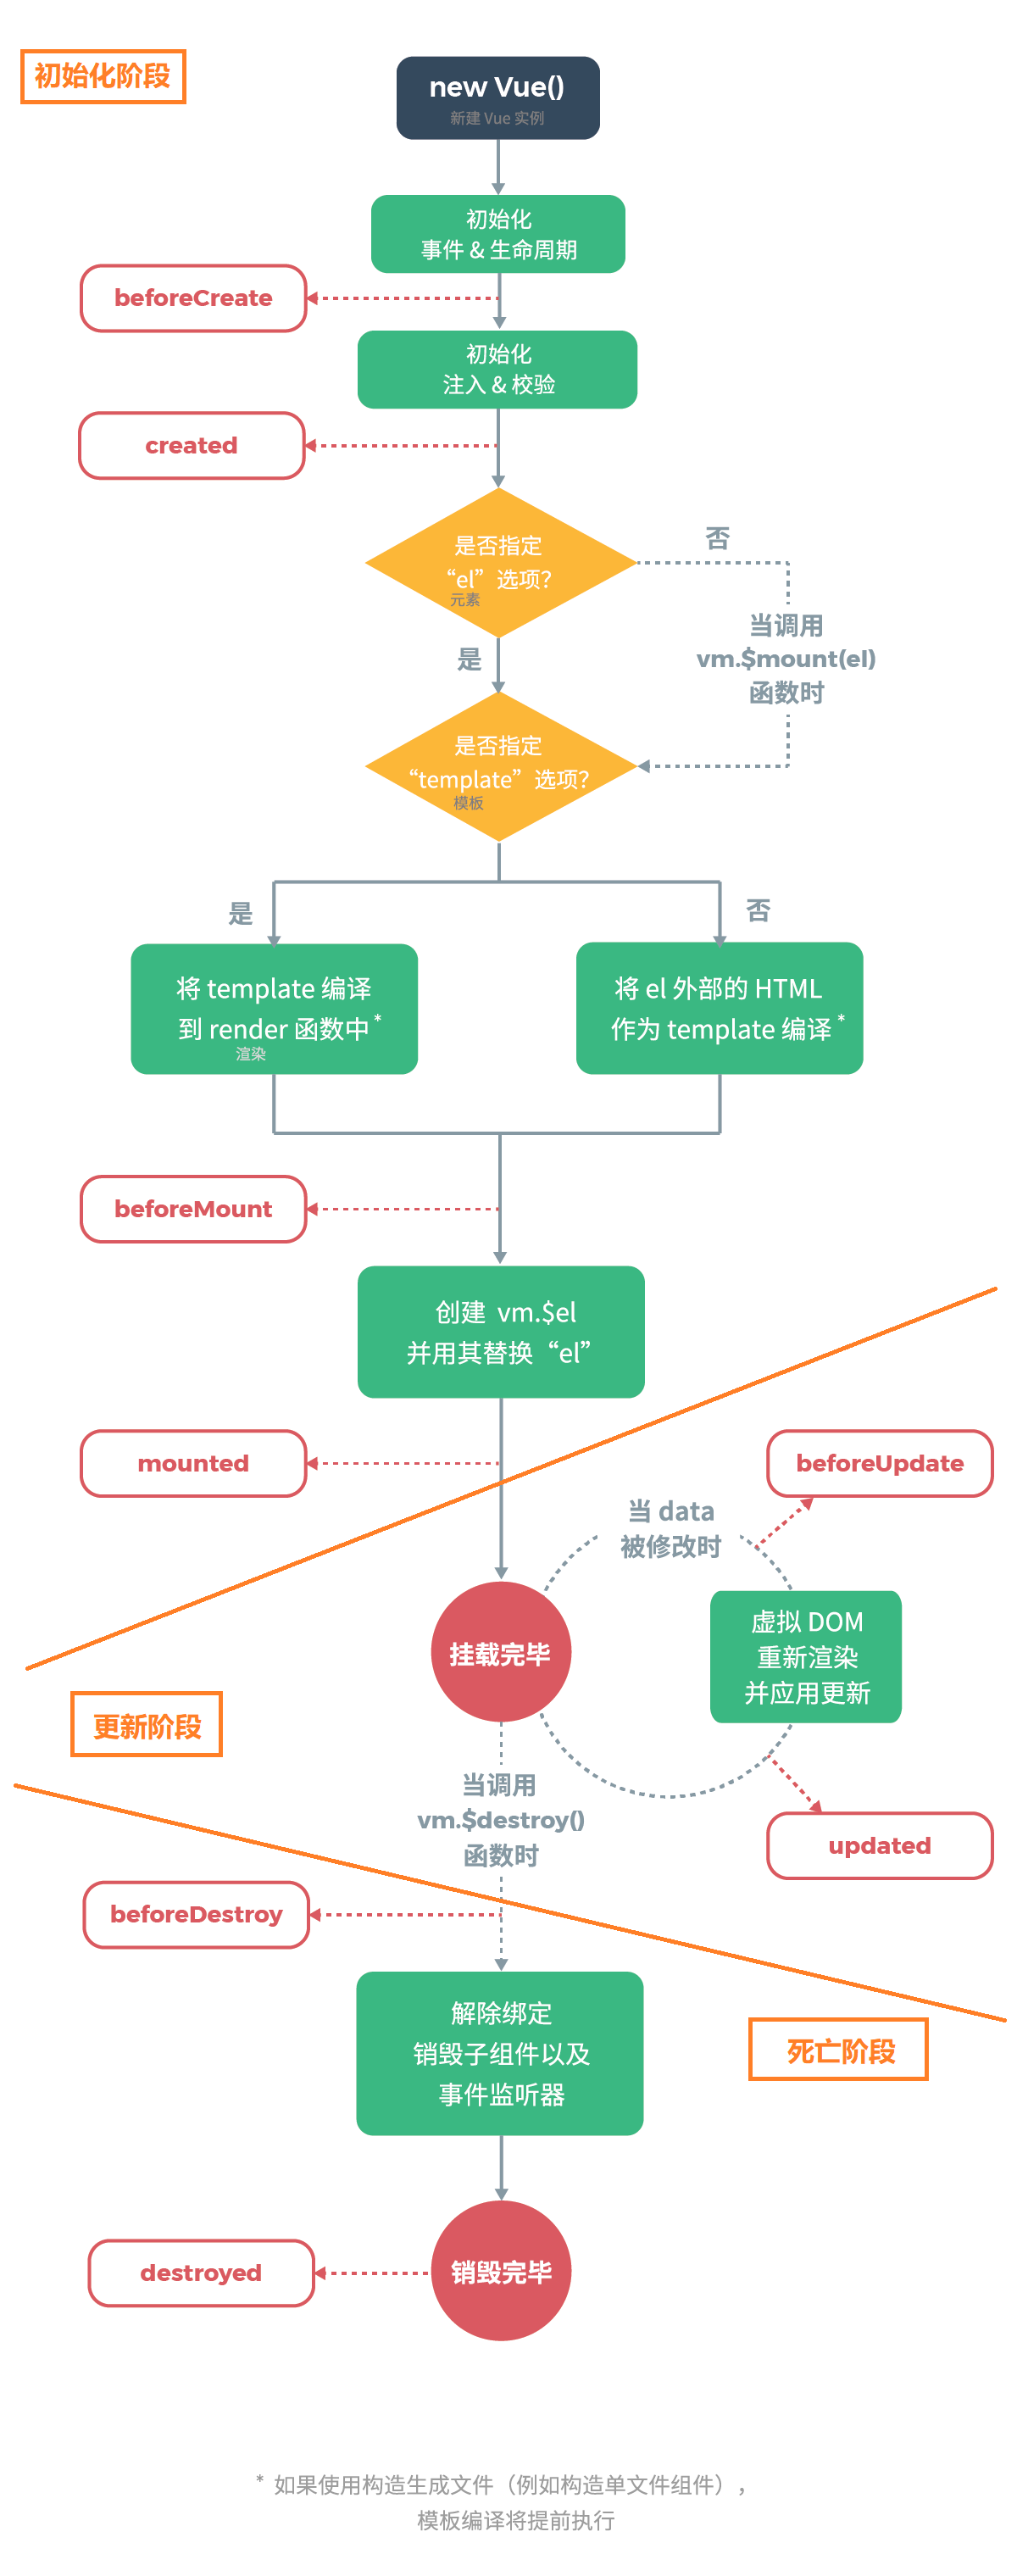 初始化阶段
new Vue()
新建 Vue 实例
初始化
事件 & 生命周期
beforeCreate
初始化
注入 & 校验
created
是否指定
“el”选项?
元素
否
是
当调用
vm.$mount(el)
函数时
是否指定
“template”选项?
模板
是
否
将 template 编译
到 render 函数中*
渲染
将 el 外部的 HTML
作为 template 编译*
beforeMount
创建 vm.$el
并用其替换“el”
mounted
beforeUpdate
当 data
被修改时
挂载完毕
虚拟 DOM
重新渲染
并应用更新
更新阶段
当调用
vm.$destroy()
函数时
updated
beforeDestroy
解除绑定
销毁子组件以及
事件监听器
死亡阶段
destroyed
销毁完毕
* 如果使用构造生成文件（例如构造单文件组件），
模板编译将提前执行